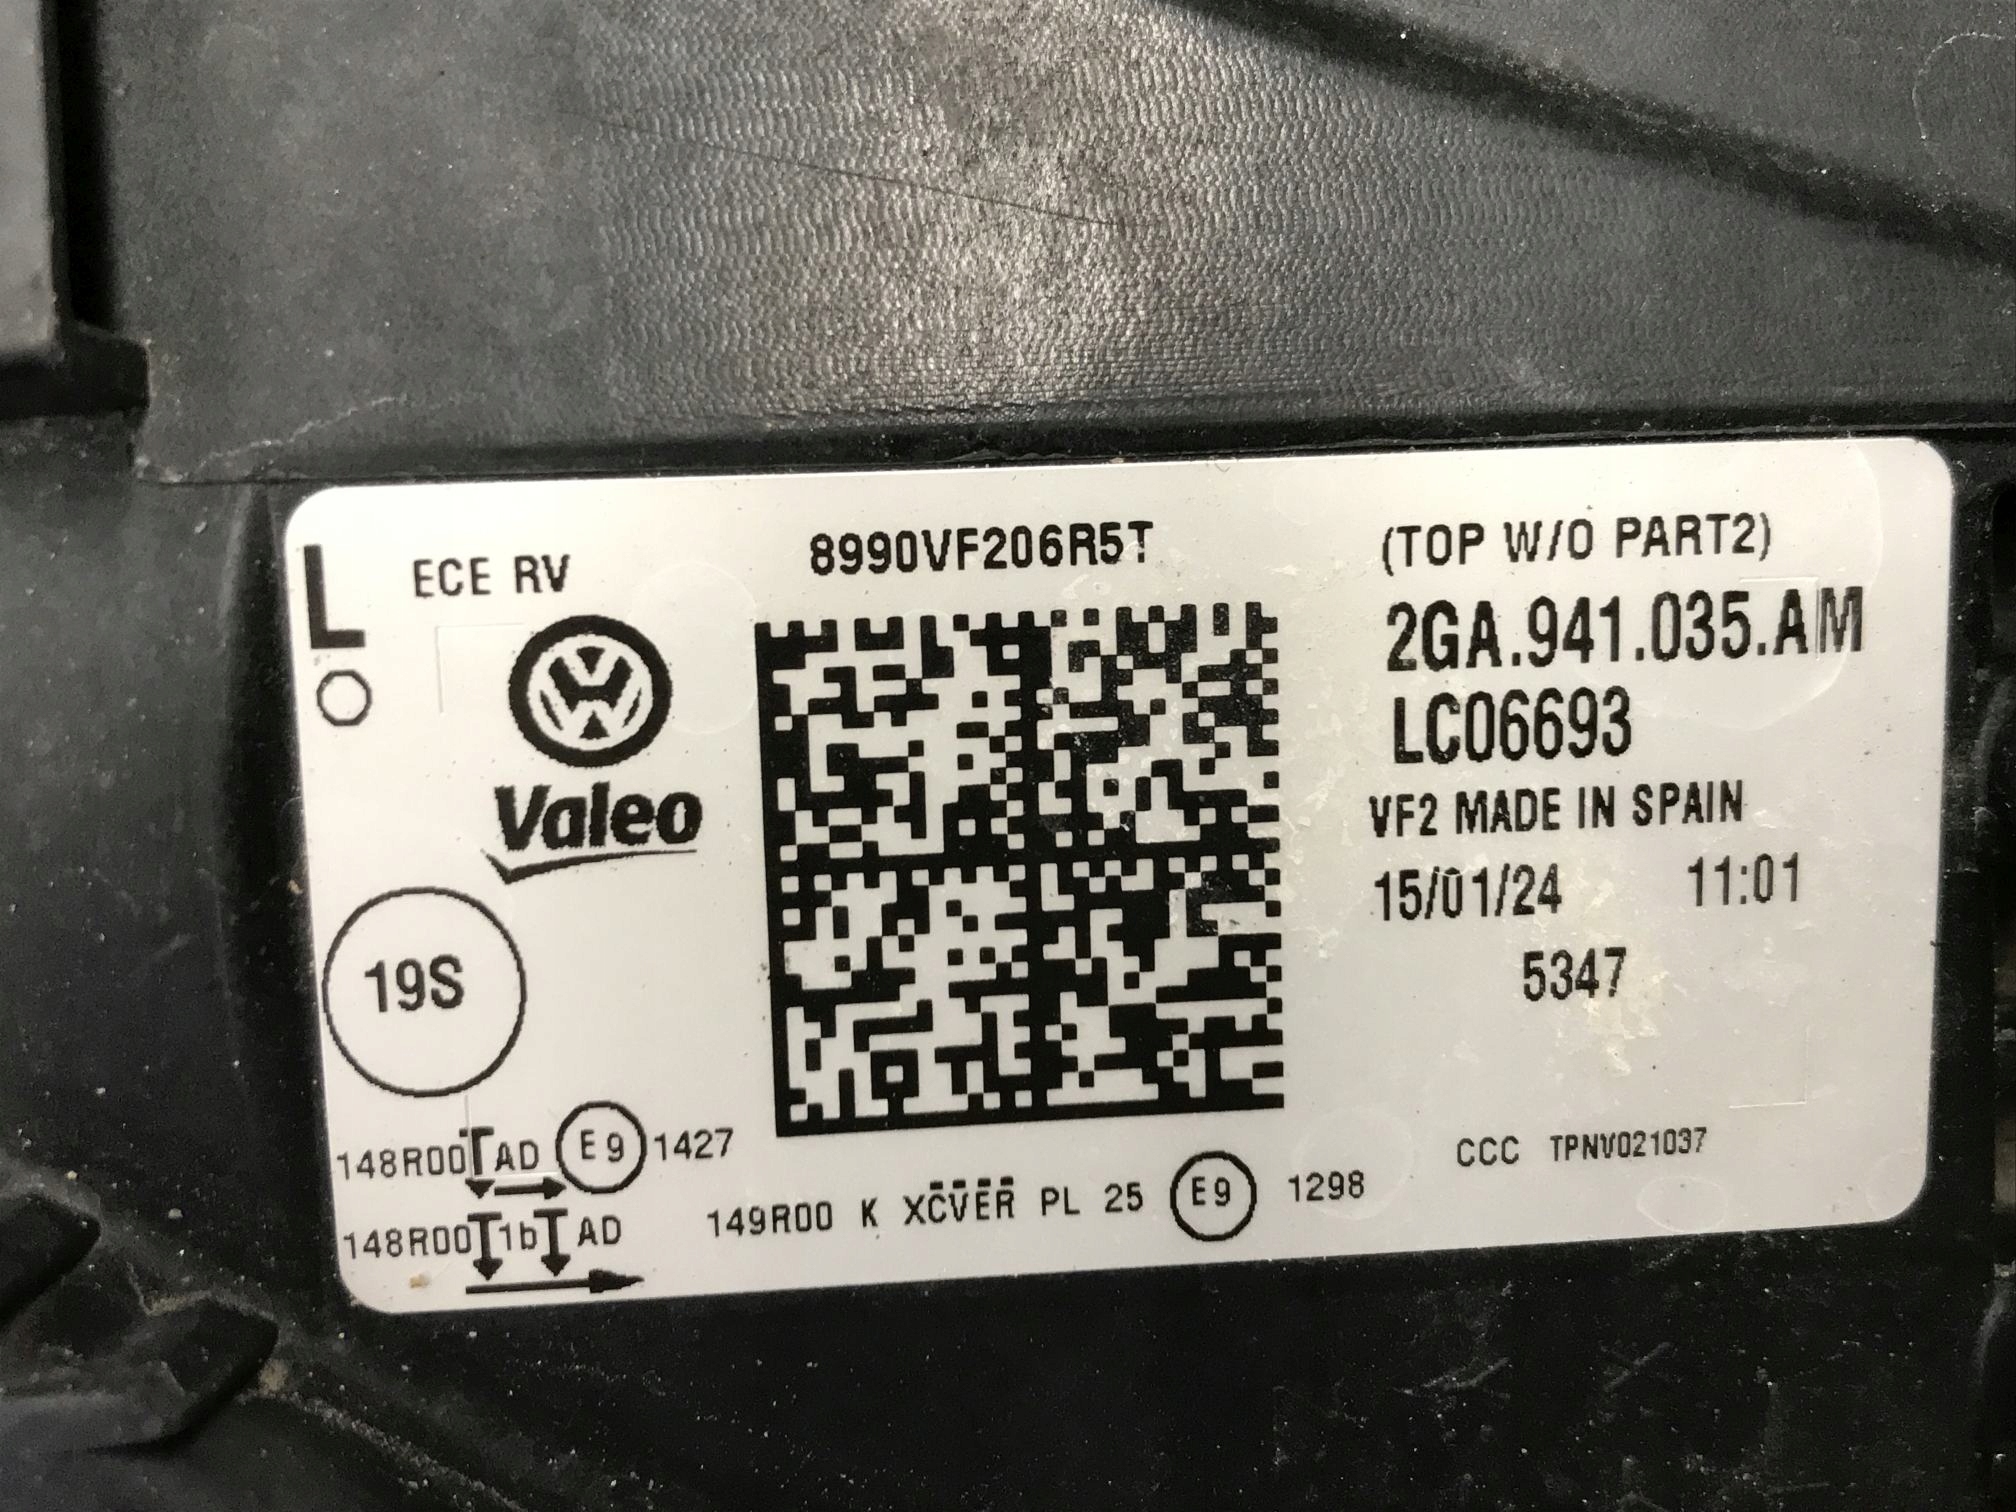 L
ECE RV
8990VF206R5T
(TOP W/O PART2)
2GA.941.035.AM
LC06693
VF2 MADE IN SPAIN
15/01/24 11:01
5347
Valeo
19S
148R00 AD E9 1427
148R00 1b AD
149R00 K XCVER PL 25 E9 1298
CCC TPNV021037